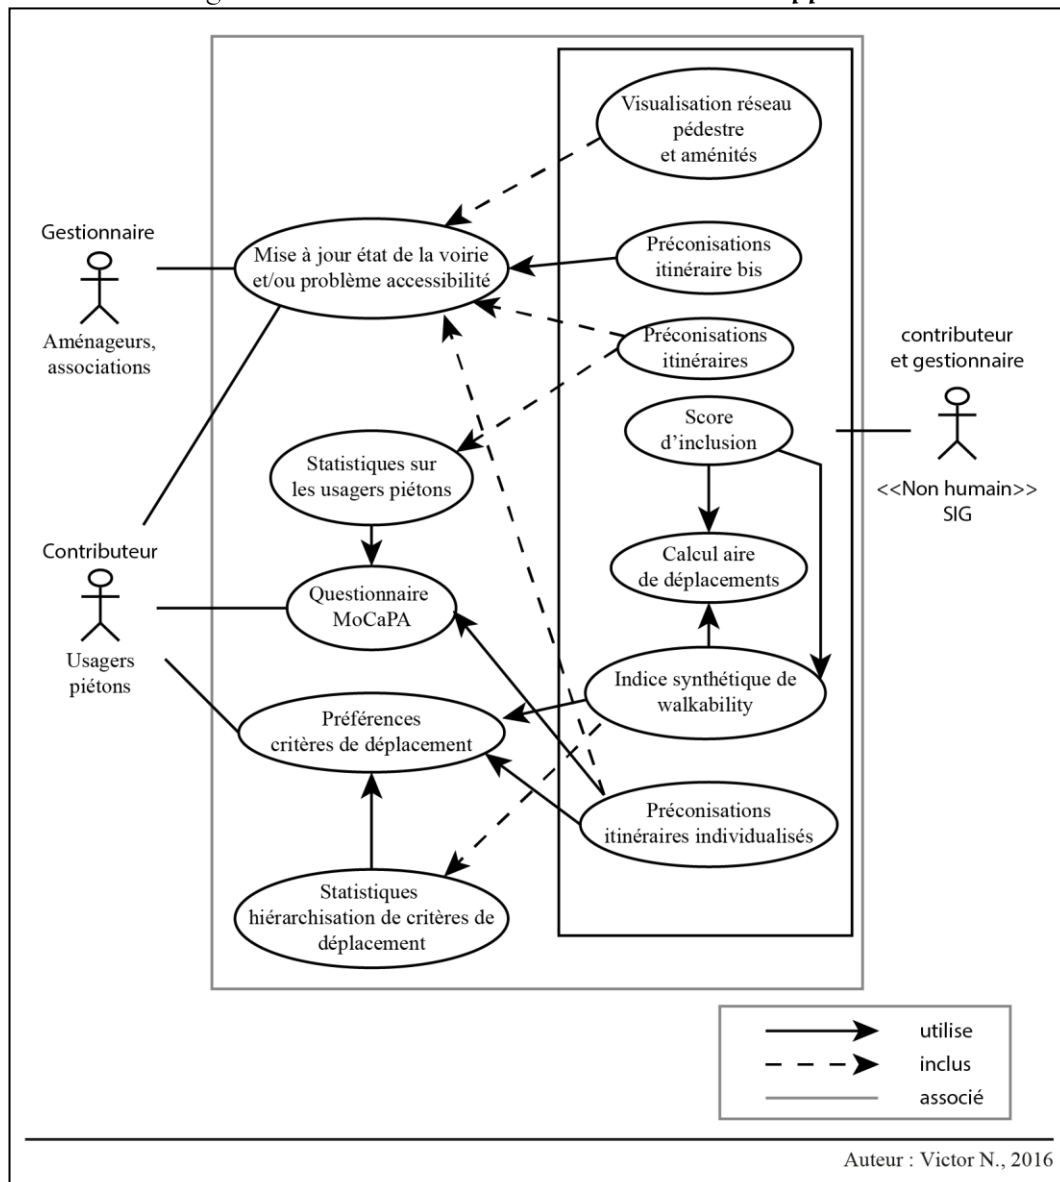 Visualisation réseau
pédestre
et aménités
Gestionnaire
Aménageurs,
associations
Mise à jour état de la voirie
et/ou problème accessibilité
Préconisations
itinéraire bis
Préconisations
itinéraires
contributeur
et gestionnaire
<<Non humain>>
SIG
Score
d'inclusion
Statistiques sur
les usagers piétons
Contributeur
Usagers
piétons
Questionnaire
MoCaPA
Calcul aire
de déplacements
Indice synthétique de
walkability
Préférences
critères de déplacement
Préconisations
itinéraires individualisés
Statistiques
hiérarchisation de critères de
déplacement
utilise
inclus
associé
Auteur : Victor N., 2016